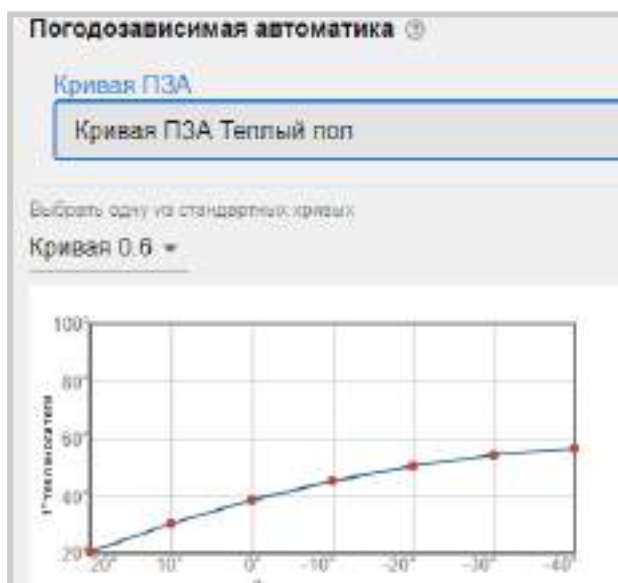 Погодозависимая автоматика ?
Кривая ПЗА
Кривая ПЗА Теплый пол
Выбрать одну из стандартных кривых
Кривая 0.6
100°
80°
60°
40°
20°
t° теплоносителя
20° 10° 0° -10° -20° -30° -40°